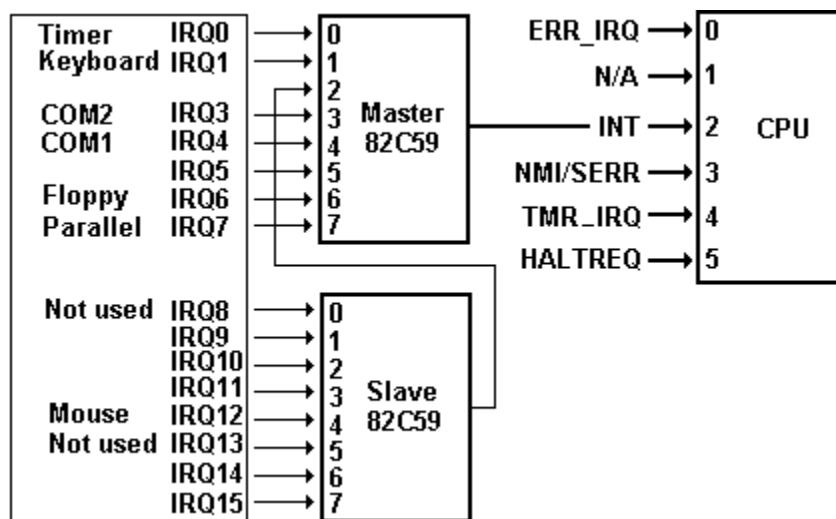 Timer IRQ0
Keyboard IRQ1
COM2 IRQ3
COM1 IRQ4
IRQ5
Floppy IRQ6
Parallel IRQ7
0
1
2
3
4
5
6
7
Master
82C59
ERR_IRQ 0
N/A 1
INT 2
NMI/SERR 3
TMR_IRQ 4
HALTREQ 5
CPU
Not used IRQ8
IRQ9
IRQ10
IRQ11
Mouse IRQ12
Not used IRQ13
IRQ14
IRQ15
0
1
2
3
4
5
6
7
Slave
82C59